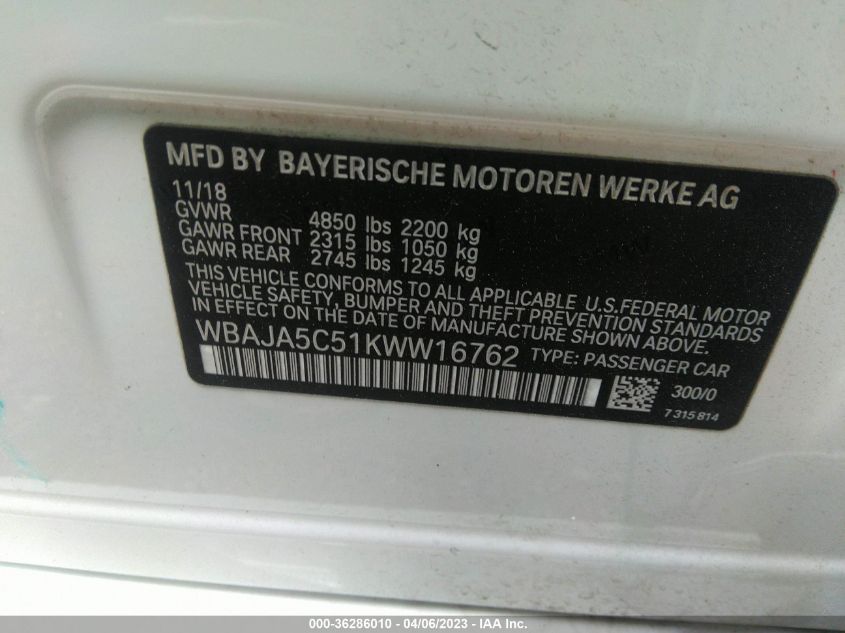 MFD BY BAYERISCHE MOTOREN WERKE AG
11/18
GVWR 4850 lbs 2200 kg
GAWR FRONT 2315 lbs 1050 kg
GAWR REAR 2745 lbs 1245 kg
THIS VEHICLE CONFORMS TO ALL APPLICABLE U.S.FEDERAL MOTOR
VEHICLE SAFETY, BUMPER AND THEFT PREVENTION STANDARDS
IN EFFECT ON THE DATE OF MANUFACTURE SHOWN ABOVE.
WBAJA5C51KWW16762 TYPE: PASSENGER CAR
300/0
7 315 814
000-36286010 - 04/06/2023 - IAA Inc.